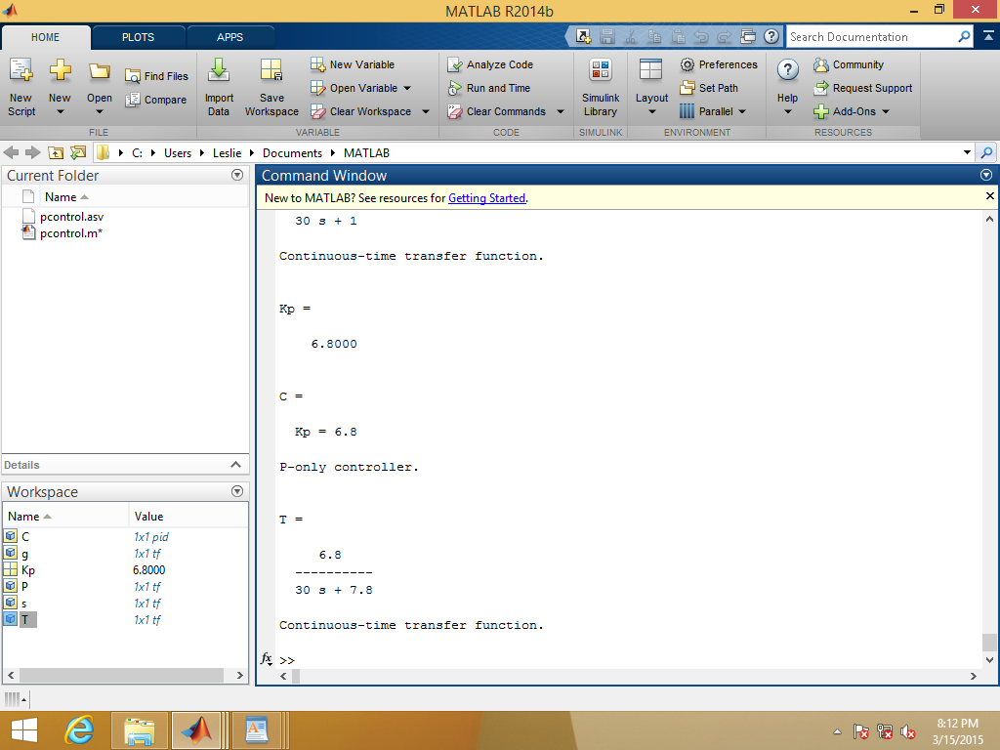 MATLAB R2014b
HOME PLOTS APPS
Search Documentation
New Script
New
Open
Find Files
Compare
Import Data
Save Workspace
New Variable
Open Variable
Clear Workspace
Analyze Code
Run and Time
Clear Commands
Simulink Library
Layout
Preferences
Set Path
Parallel
Help
Community
Request Support
Add-Ons
FILE VARIABLE CODE SIMULINK ENVIRONMENT RESOURCES
C: Users Leslie Documents MATLAB
Current Folder
Name
pcontrol.asv
pcontrol.m*
Details
Workspace
Name Value
C 1x1 pid
g 1x1 tf
Kp 6.8000
P 1x1 tf
s 1x1 tf
T 1x1 tf
Command Window
New to MATLAB? See resources for Getting Started.
30 s + 1
Continuous-time transfer function.
Kp =
6.8000
C =
Kp = 6.8
P-only controller.
T =
6.8
----------
30 s + 7.8
Continuous-time transfer function.
fx >>
8:12 PM
3/15/2015